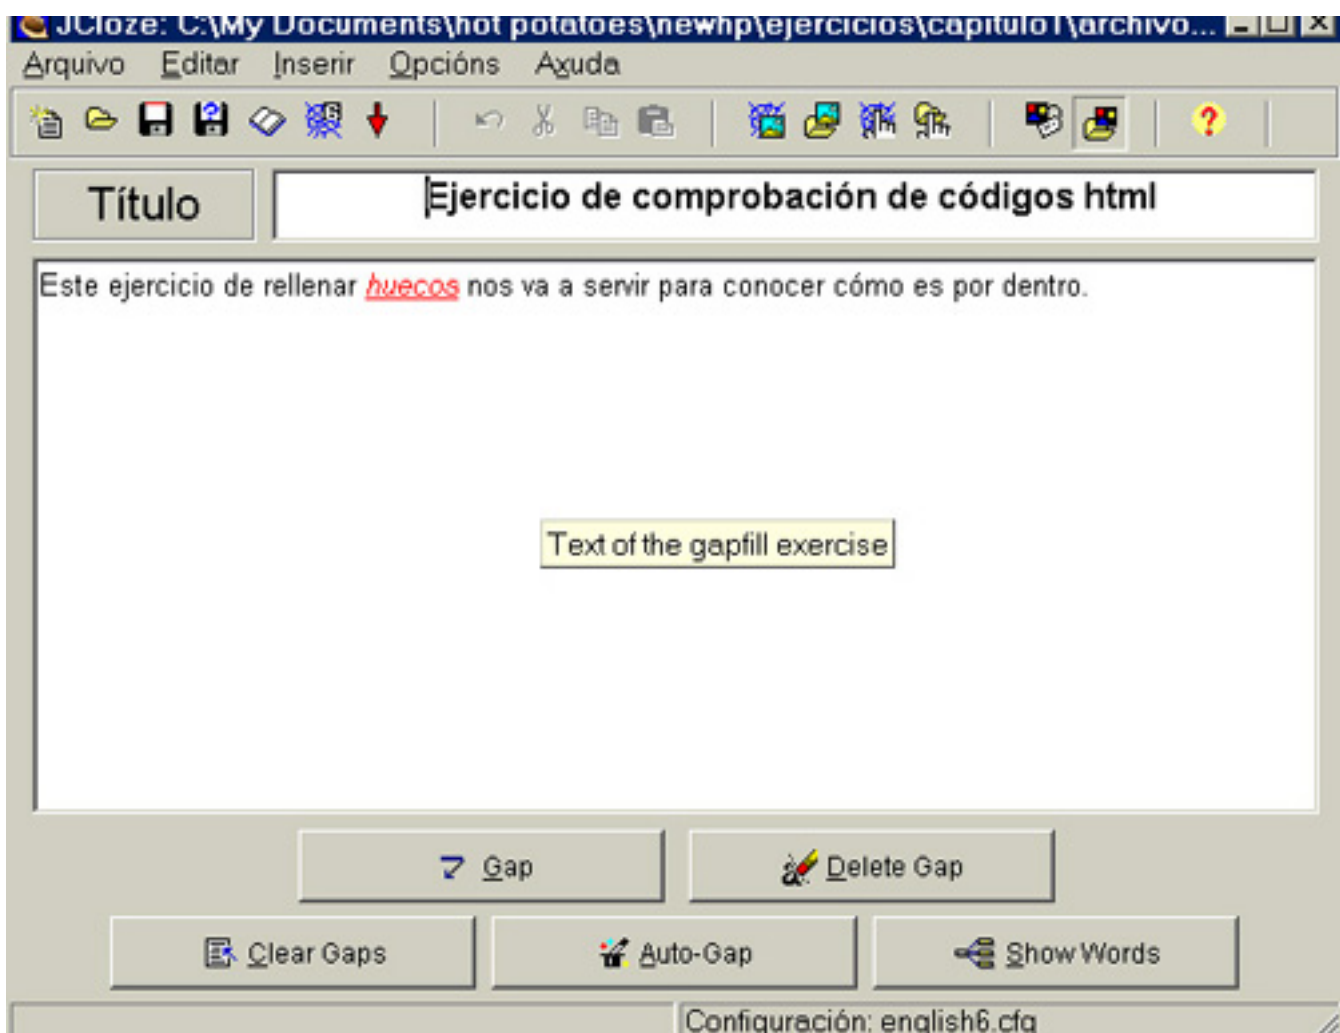 JCloze: C:\My Documents\hot potatoes\newhp\ejercicios\capitulo1\archivo...
Arquivo Editar Inserir Opcións Axuda
Título
Ejercicio de comprobación de códigos html
Este ejercicio de rellenar huecos nos va a servir para conocer cómo es por dentro.
Text of the gapfill exercise
Gap Delete Gap
Clear Gaps Auto-Gap Show Words
Configuración: english6.cfg